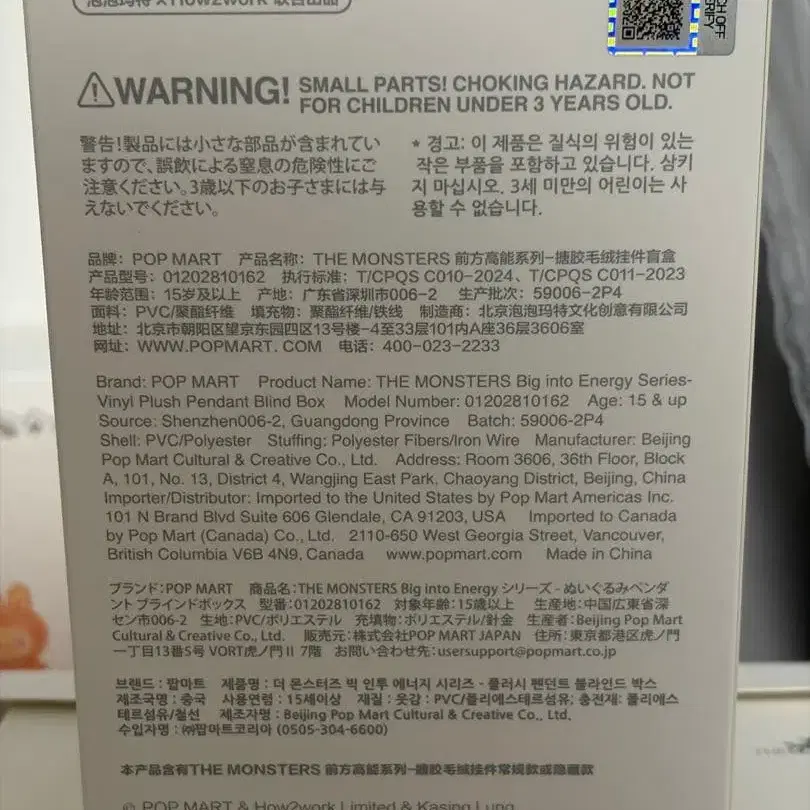 泡泡玛特 × How2work 联合出品
WARNING! SMALL PARTS! CHOKING HAZARD. NOT
FOR CHILDREN UNDER 3 YEARS OLD.
警告!製品には小さな部品が含まれてい
ますので、誤飲による窒息の危険性にご
注意ください。3歳以下のお子さまには与
えないでください。
* 경고: 이 제품은 질식의 위험이 있는
작은 부품을 포함하고 있습니다. 삼키
지 마십시오. 3세 미만의 어린이는 사
용할 수 없습니다.
品牌: POP MART 产品名称: THE MONSTERS 前方高能系列-搪胶毛绒挂件盲盒
产品型号: 01202810162 执行标准: T/CPQS C010-2024、T/CPQS C011-2023
年龄范围: 15岁及以上 产地: 广东省深圳市006-2 生产批次: 59006-2P4
面料: PVC/聚酯纤维 填充物: 聚酯纤维/铁线 制造商: 北京泡泡玛特文化创意有限公司
地址: 北京市朝阳区望京东园四区13号楼-4至33层101内A座36层3606室
网址: WWW.POPMART.COM 电话: 400-023-2233
Brand: POP MART Product Name: THE MONSTERS Big into Energy Series-
Vinyl Plush Pendant Blind Box Model Number: 01202810162 Age: 15 & up
Source: Shenzhen006-2, Guangdong Province Batch: 59006-2P4
Shell: PVC/Polyester Stuffing: Polyester Fibers/Iron Wire Manufacturer: Beijing
Pop Mart Cultural & Creative Co., Ltd. Address: Room 3606, 36th Floor, Block
A, 101, No. 13, District 4, Wangjing East Park, Chaoyang District, Beijing, China
Importer/Distributor: Imported to the United States by Pop Mart Americas Inc.
101 N Brand Blvd Suite 606 Glendale, CA 91203, USA Imported to Canada
by Pop Mart (Canada) Co., Ltd. 2110-650 West Georgia Street, Vancouver,
British Columbia V6B 4N9, Canada www.popmart.com Made in China
ブランド:POP MART 商品名:THE MONSTERS Big into Energy シリーズ - ぬいぐるみペンダ
ント ブラインドボックス 型番:01202810162 対象年齢:15歳以上 生産地:中国広東省深
セン市006-2 生地:PVC/ポリエステル 充填物:ポリエステル/針金 生産者:Beijing Pop Mart
Cultural & Creative Co., Ltd. 販売元:株式会社POP MART JAPAN 住所:東京都港区虎ノ門
一丁目13番5号 VORT虎ノ門Ⅱ 7階 お問い合わせ先:usersupport@popmart.co.jp
브랜드 : 팝마트 제품명 : 더 몬스터즈 빅 인투 에너지 시리즈 - 플러시 펜던트 블라인드 박스
제조국명 : 중국 사용연령 : 15세이상 재질 : 겉감 : PVC/폴리에스테르섬유; 충전재: 폴리에스
테르섬유/철선 제조자명 : Beijing Pop Mart Cultural & Creative Co., Ltd.
수입자명 : ㈜팝마트코리아 (0505-304-6600)
本产品含有THE MONSTERS 前方高能系列-搪胶毛绒挂件常规款或隐藏款
© POP MART & How2work Limited & Kasing Lung